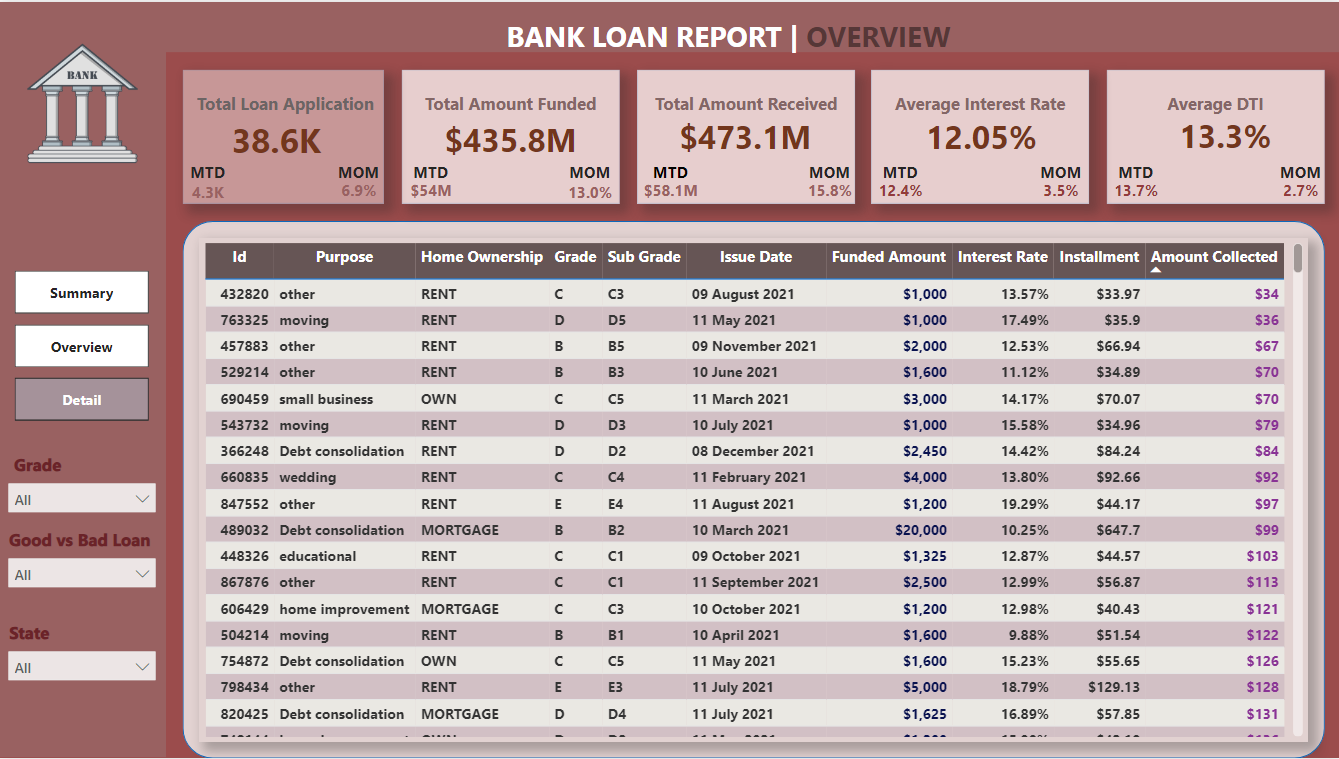 BANK LOAN REPORT | OVERVIEW
BANK
Total Loan Application
38.6K
MTD MOM
4.3K 6.9%
Total Amount Funded
$435.8M
MTD MOM
$54M 13.0%
Total Amount Received
$473.1M
MTD MOM
$58.1M 15.8%
Average Interest Rate
12.05%
MTD MOM
12.4% 3.5%
Average DTI
13.3%
MTD MOM
13.7% 2.7%
Summary
Overview
Detail
Grade
All
Good vs Bad Loan
All
State
All
Id Purpose Home Ownership Grade Sub Grade Issue Date Funded Amount Interest Rate Installment Amount Collected
432820 other RENT C C3 09 August 2021 $1,000 13.57% $33.97 $34
763325 moving RENT D D5 11 May 2021 $1,000 17.49% $35.9 $36
457883 other RENT B B5 09 November 2021 $2,000 12.53% $66.94 $67
529214 other RENT B B3 10 June 2021 $1,600 11.12% $34.89 $70
690459 small business OWN C C5 11 March 2021 $3,000 14.17% $70.07 $70
543732 moving RENT D D3 10 July 2021 $1,000 15.58% $34.96 $79
366248 Debt consolidation RENT D D2 08 December 2021 $2,450 14.42% $84.24 $84
660835 wedding RENT C C4 11 February 2021 $4,000 13.80% $92.66 $92
847552 other RENT E E4 11 August 2021 $1,200 19.29% $44.17 $97
489032 Debt consolidation MORTGAGE B B2 10 March 2021 $20,000 10.25% $647.7 $99
448326 educational RENT C C1 09 October 2021 $1,325 12.87% $44.57 $103
867876 other RENT C C1 11 September 2021 $2,500 12.99% $56.87 $113
606429 home improvement MORTGAGE C C3 10 October 2021 $1,200 12.98% $40.43 $121
504214 moving RENT B B1 10 April 2021 $1,600 9.88% $51.54 $122
754872 Debt consolidation OWN C C5 11 May 2021 $1,600 15.23% $55.65 $126
798434 other RENT E E3 11 July 2021 $5,000 18.79% $129.13 $128
820425 Debt consolidation MORTGAGE D D4 11 July 2021 $1,625 16.89% $57.85 $131